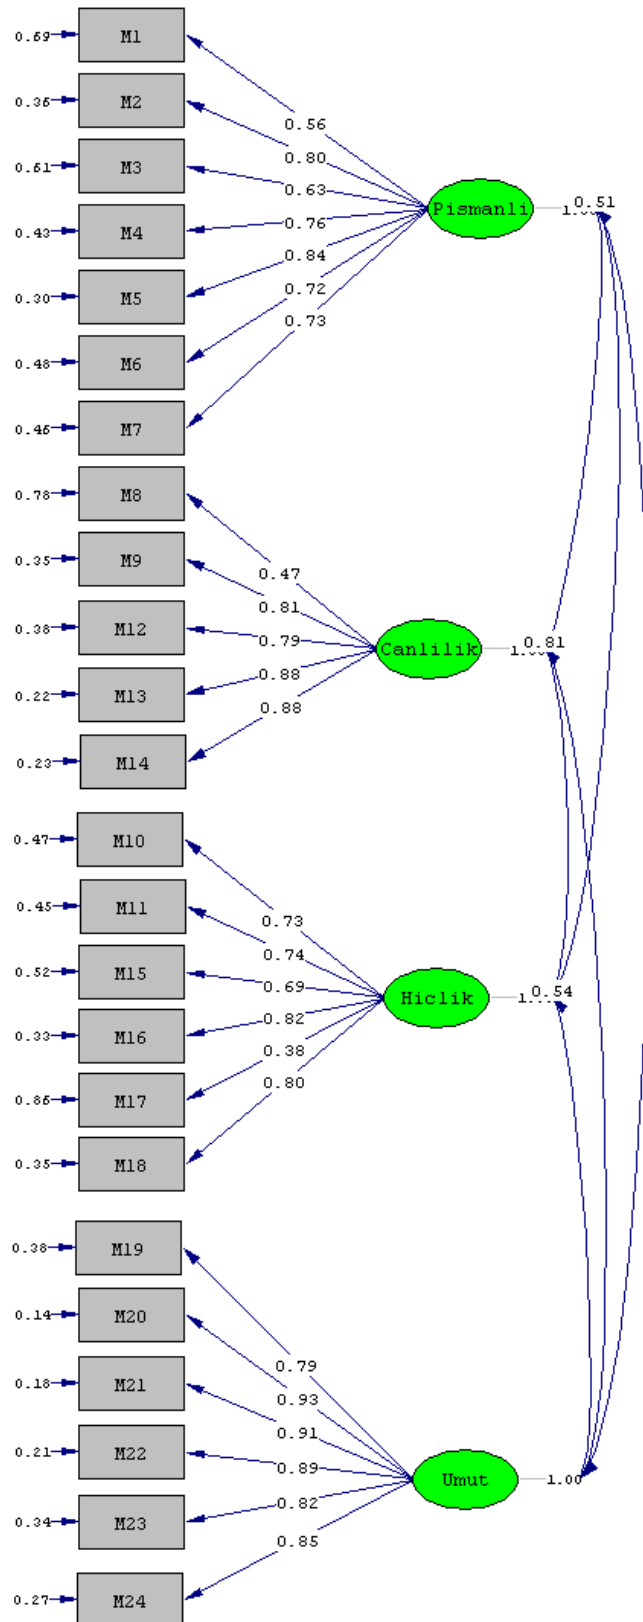 0.69 M1
0.56
0.36 M2
0.80
0.61 M3
0.63
0.43 M4
0.76
Pismanli 0.51
0.30 M5
0.84
0.48 M6
0.72
0.46 M7
0.73
0.78 M8
0.47
0.35 M9
0.81
0.38 M12
0.79
Canlilik 0.81
0.22 M13
0.88
0.23 M14
0.88
0.47 M10
0.73
0.45 M11
0.74
0.52 M15
0.69
Hiclik 0.54
0.33 M16
0.82
0.86 M17
0.38
0.35 M18
0.80
0.38 M19
0.79
0.14 M20
0.93
0.18 M21
0.91
0.21 M22
0.89
Umut 1.00
0.34 M23
0.82
0.27 M24
0.85